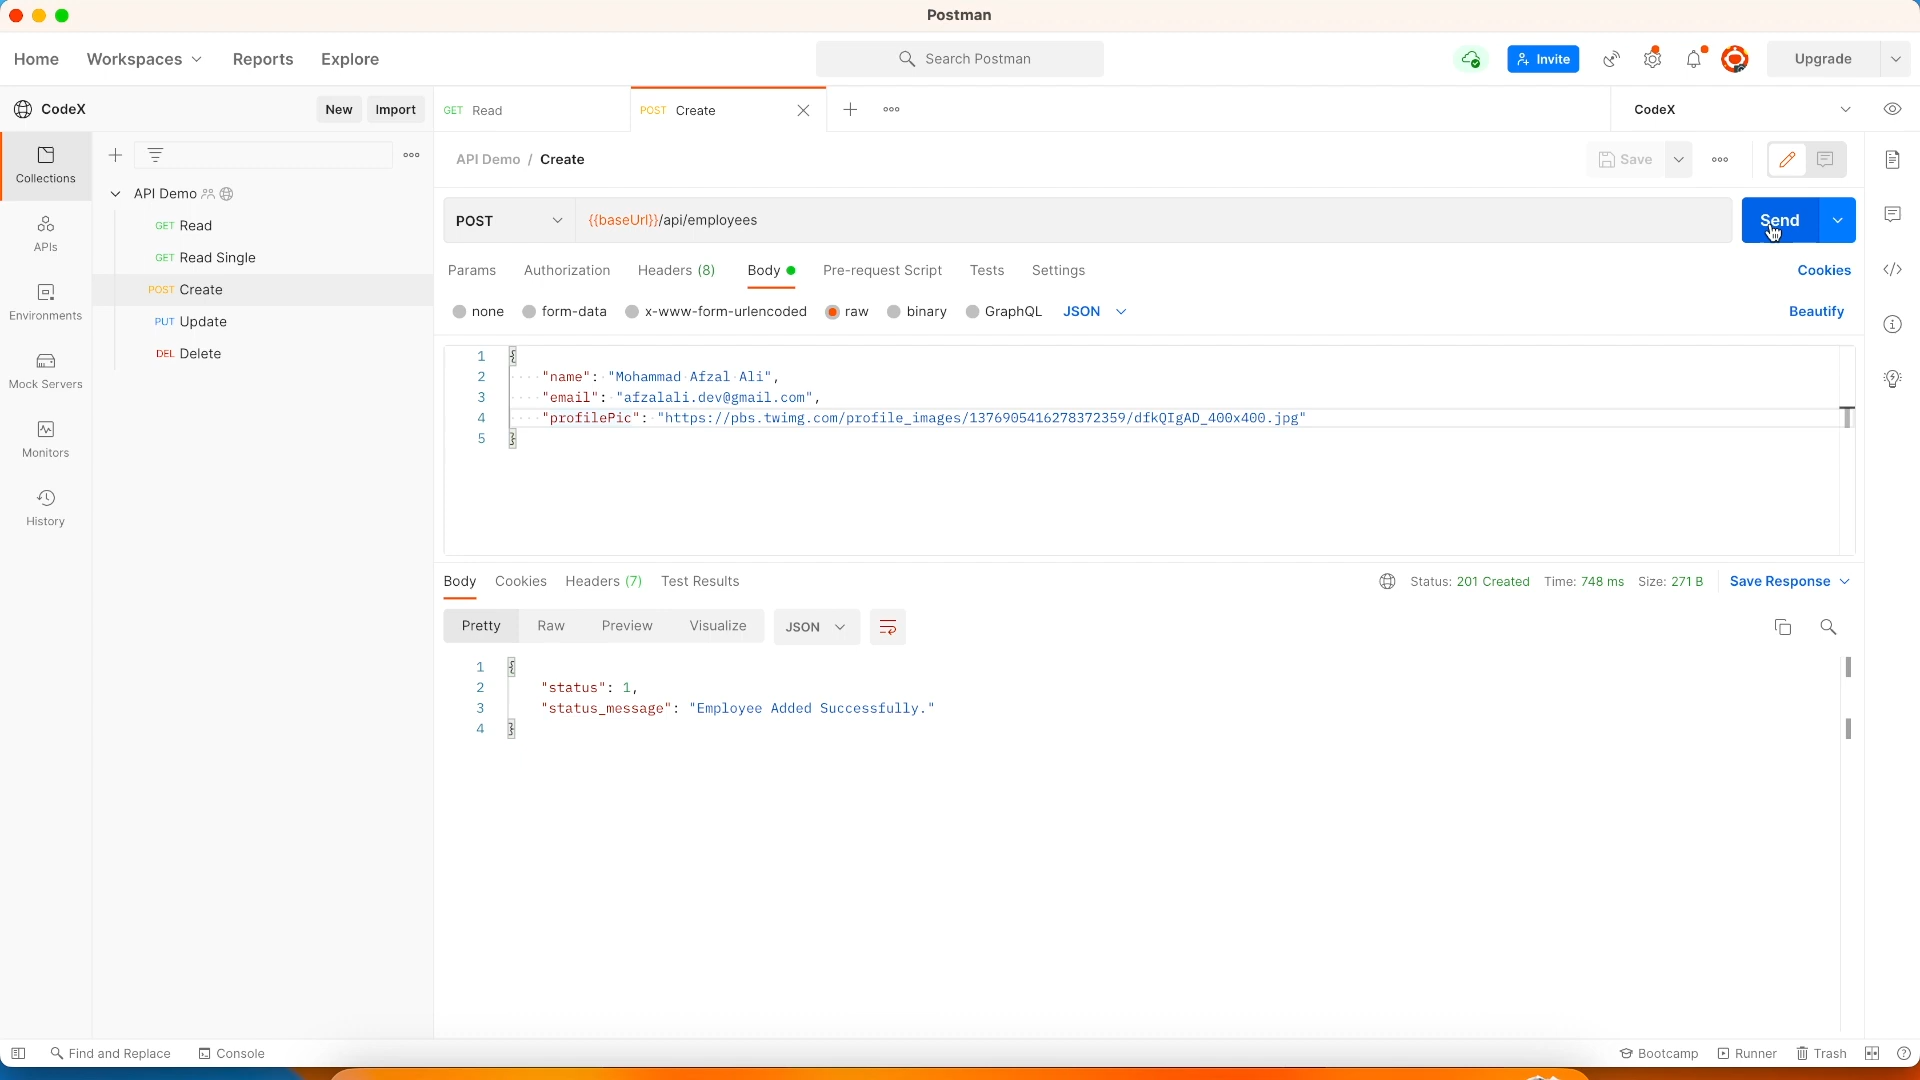 Postman
Home Workspaces Reports Explore Search Postman Invite Upgrade
CodeX New Import GET Read POST Create CodeX
Collections
APIs
Environments
Mock Servers
Monitors
History
API Demo
GET Read
GET Read Single
POST Create
PUT Update
DEL Delete
API Demo / Create Save
POST {{baseUrl}}/api/employees Send
Params Authorization Headers (8) Body Pre-request Script Tests Settings Cookies
none form-data x-www-form-urlencoded raw binary GraphQL JSON Beautify
1 {
2 "name": "Mohammad Afzal Ali",
3 "email": "afzalali.dev@gmail.com",
4 "profilePic": "https://pbs.twimg.com/profile_images/1376905416278372359/dfkQIgAD_400x400.jpg"
5 }
Body Cookies Headers (7) Test Results Status: 201 Created Time: 748 ms Size: 271 B Save Response
Pretty Raw Preview Visualize JSON
1 {
2 "status": 1,
3 "status_message": "Employee Added Successfully."
4 }
Find and Replace Console Bootcamp Runner Trash